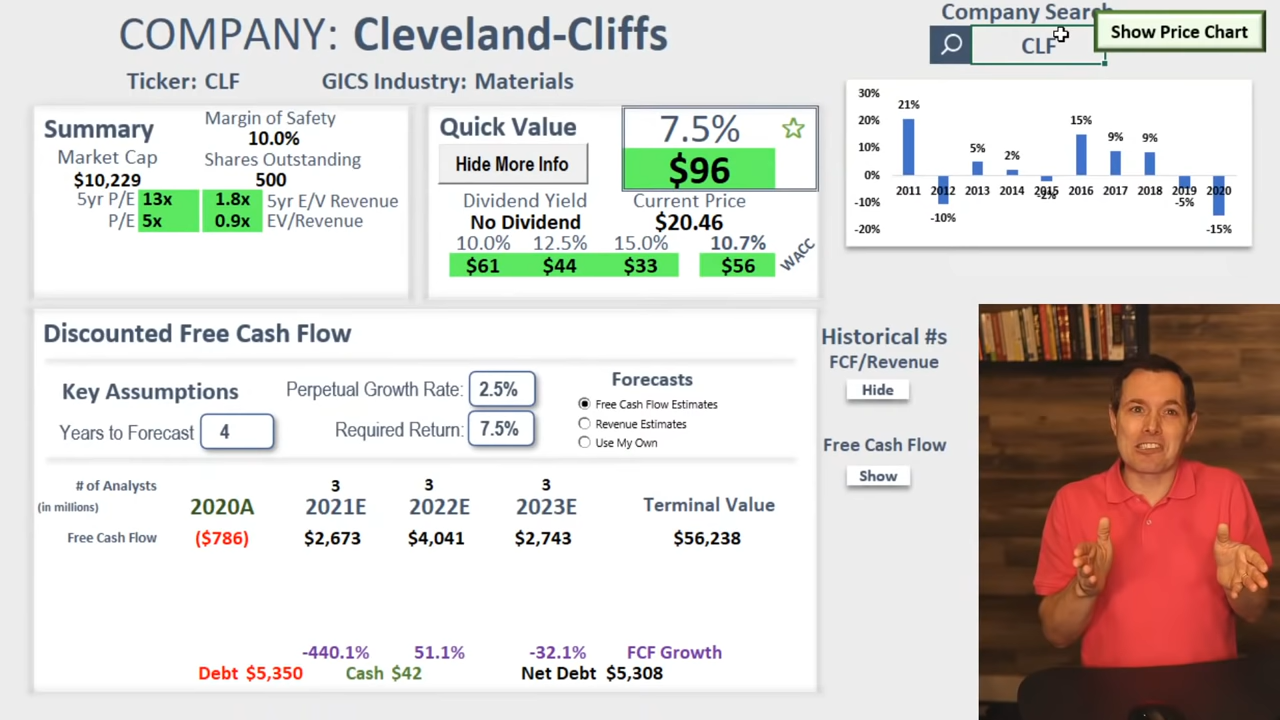 COMPANY: Cleveland-Cliffs
Ticker: CLF GICS Industry: Materials
Company Search
CLF
Show Price Chart
Summary
Market Cap
$10,229
Margin of Safety
10.0%
Shares Outstanding
500
5yr P/E 13x 1.8x 5yr E/V Revenue
P/E 5x 0.9x EV/Revenue
Quick Value
Hide More Info
7.5%
$96
Dividend Yield
No Dividend
Current Price
$20.46
10.0% 12.5% 15.0% 10.7%
$61 $44 $33 $56
WACC
30%
20%
10%
0%
-10%
-20%
21% -10% 5% 2% -2% 15% 9% 9% -5% -15%
2011 2012 2013 2014 2015 2016 2017 2018 2019 2020
Discounted Free Cash Flow
Key Assumptions
Years to Forecast 4
Perpetual Growth Rate: 2.5%
Required Return: 7.5%
Forecasts
Free Cash Flow Estimates
Revenue Estimates
Use My Own
Historical #s
FCF/Revenue
Hide
Free Cash Flow
Show
# of Analysts 3 3 3
(in millions) 2020A 2021E 2022E 2023E Terminal Value
Free Cash Flow ($786) $2,673 $4,041 $2,743 $56,238
-440.1% 51.1% -32.1% FCF Growth
Debt $5,350 Cash $42 Net Debt $5,308